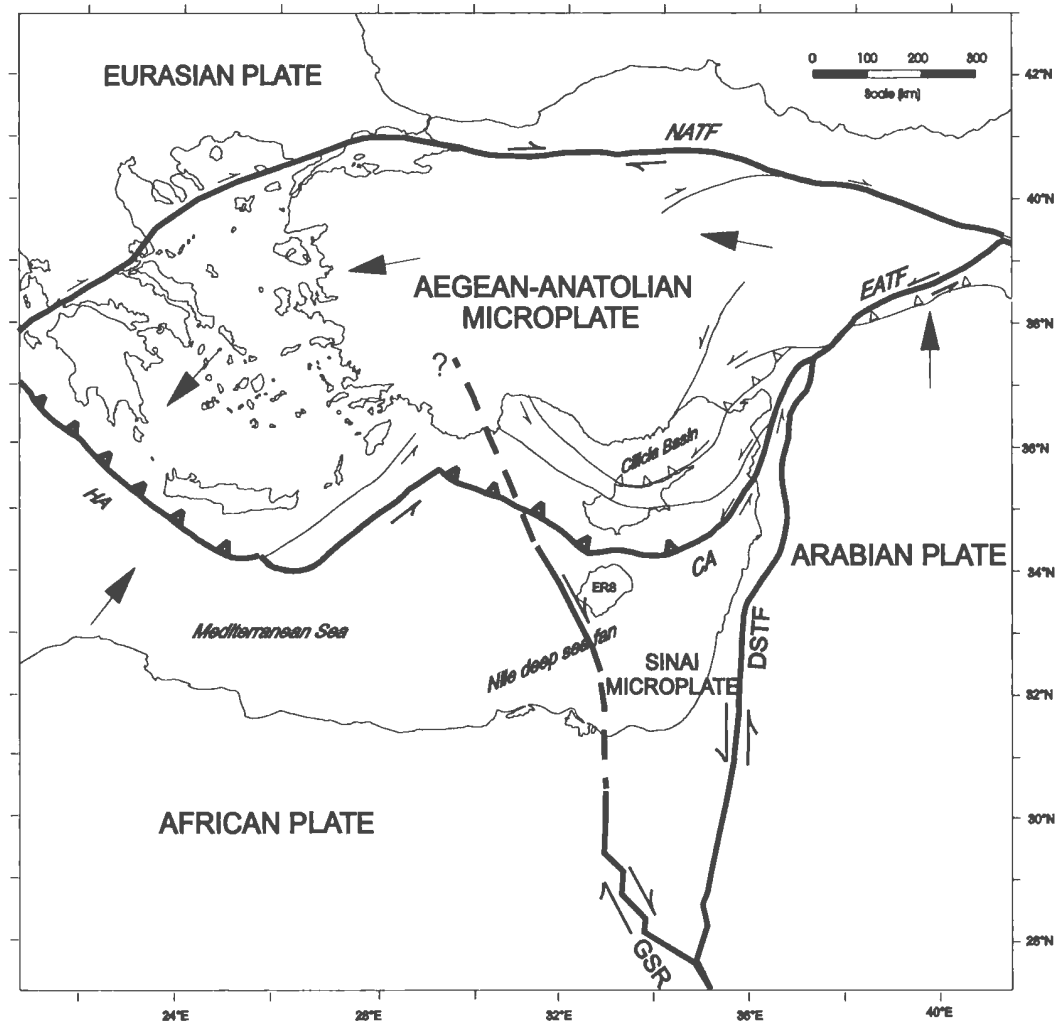 EURASIAN PLATE
0 100 200 300
Scale (km)
42°N
NATF
40°N
AEGEAN-ANATOLIAN
MICROPLATE
EATF
38°N
?
36°N
Cilicia Basin
HA
34°N
CA
ARABIAN PLATE
ERS
Mediterranean Sea
Nile deep sea fan
SINAI
MICROPLATE
DSTF
32°N
AFRICAN PLATE
30°N
28°N
GSR
24°E
28°E
32°E
36°E
40°E